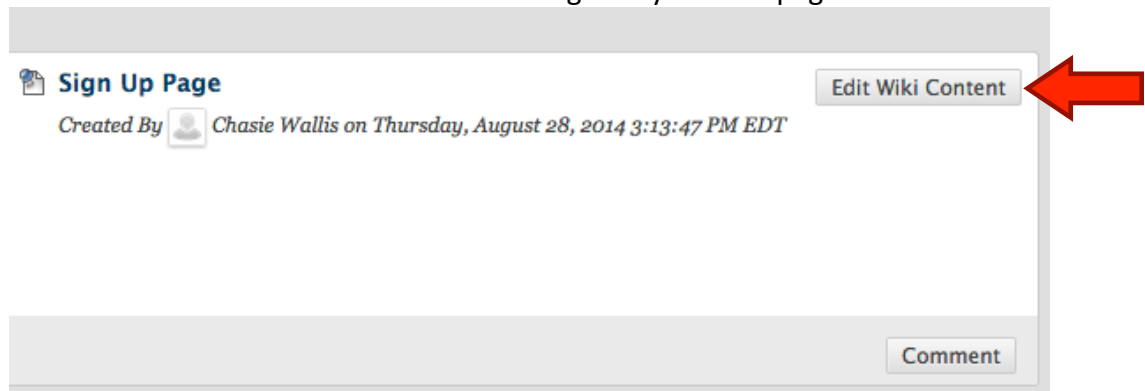 Sign Up Page
Edit Wiki Content
Created By Chasie Wallis on Thursday, August 28, 2014 3:13:47 PM EDT
Comment